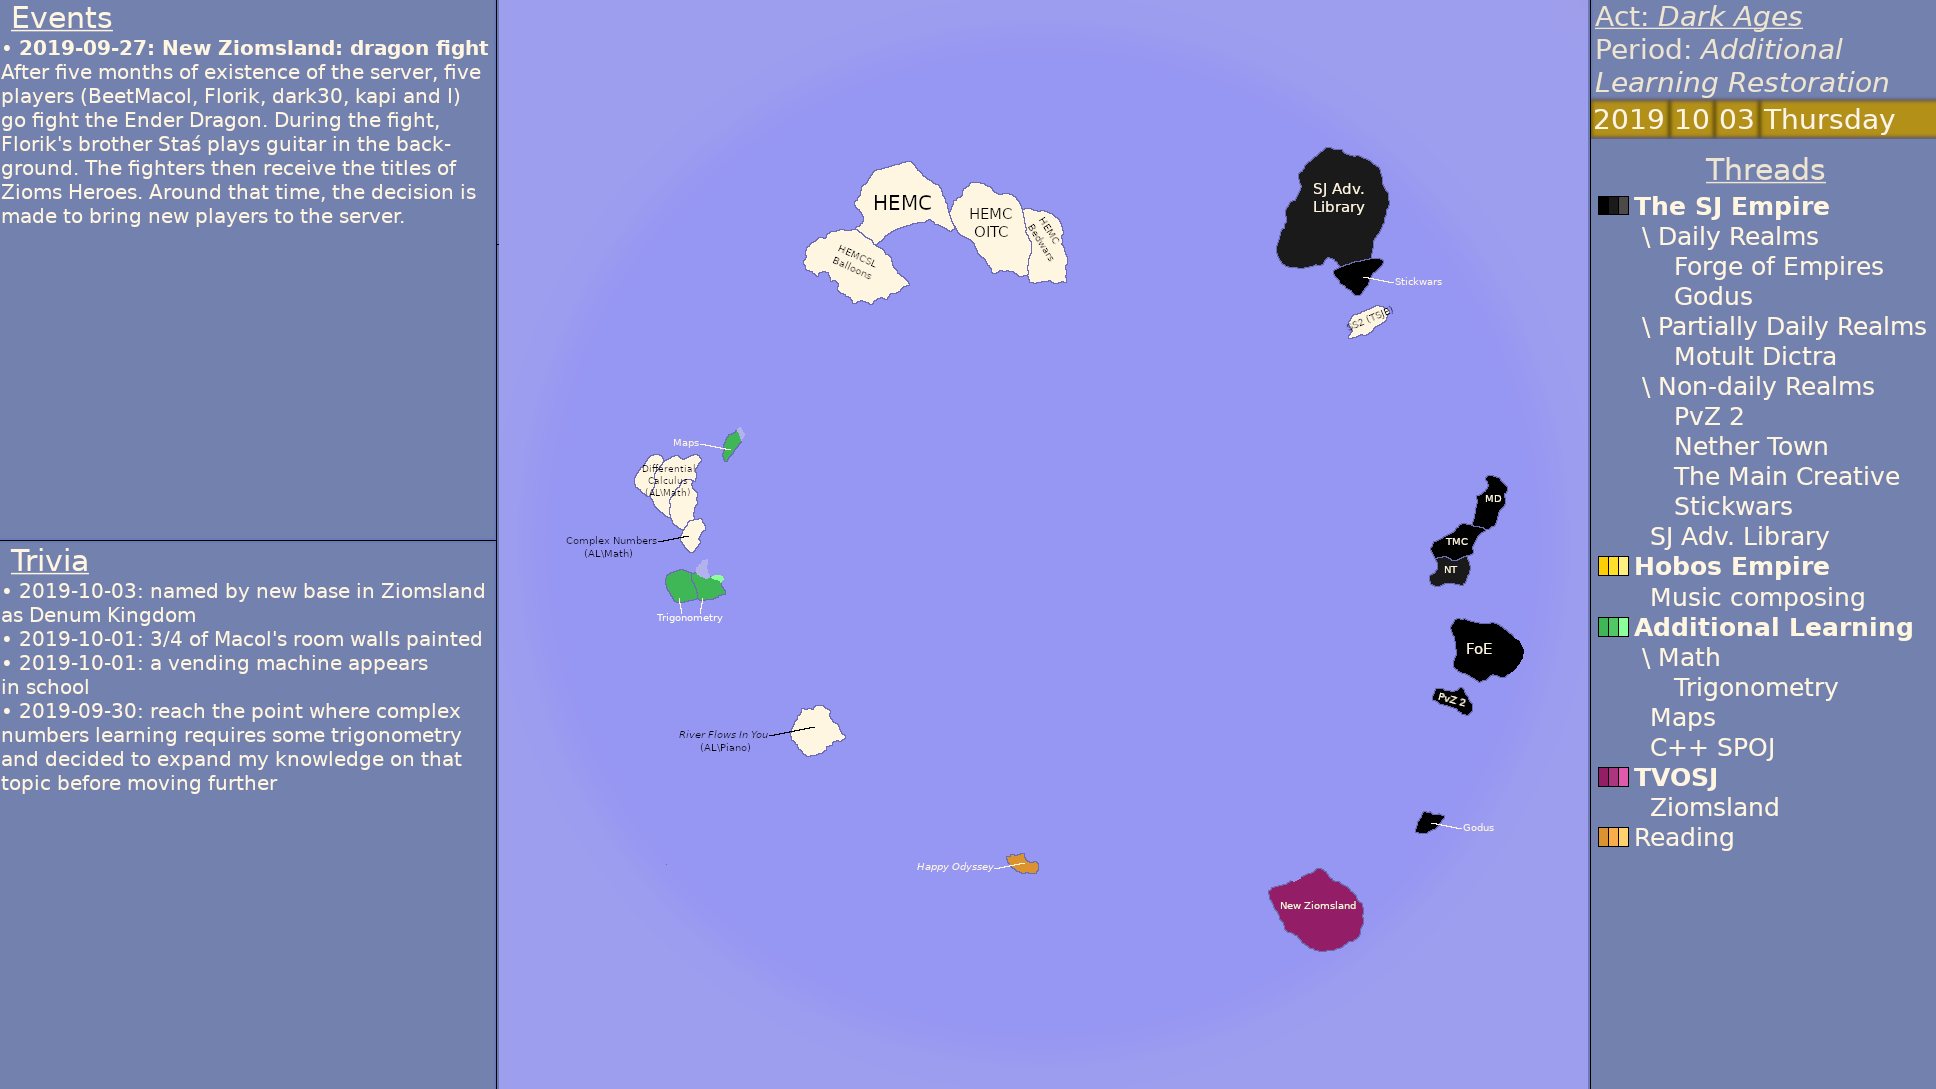 Events
• 2019-09-27: New Ziomsland: dragon fight
After five months of existence of the server, five
players (BeetMacol, Florik, dark30, kapi and I)
go fight the Ender Dragon. During the fight,
Florik's brother Staś plays guitar in the back-
ground. The fighters then receive the titles of
Zioms Heroes. Around that time, the decision is
made to bring new players to the server.
Trivia
• 2019-10-03: named by new base in Ziomsland
as Denum Kingdom
• 2019-10-01: 3/4 of Macol's room walls painted
• 2019-10-01: a vending machine appears
in school
• 2019-09-30: reach the point where complex
numbers learning requires some trigonometry
and decided to expand my knowledge on that
topic before moving further
HEMC
HEMC
OITC
HEMC
Bedwars
HEMCSL
Balloons
SJ Adv.
Library
Stickwars
S2 (TSJE)
Maps
Differential
Calculus
(AL\Math)
Complex Numbers
(AL\Math)
Trigonometry
MD
TMC
NT
FoE
PvZ 2
River Flows In You
(AL\Piano)
Godus
Happy Odyssey
New Ziomsland
Act: Dark Ages
Period: Additional
Learning Restoration
2019 10 03 Thursday
Threads
The SJ Empire
\ Daily Realms
Forge of Empires
Godus
\ Partially Daily Realms
Motult Dictra
\ Non-daily Realms
PvZ 2
Nether Town
The Main Creative
Stickwars
SJ Adv. Library
Hobos Empire
Music composing
Additional Learning
\ Math
Trigonometry
Maps
C++ SPOJ
TVOSJ
Ziomsland
Reading